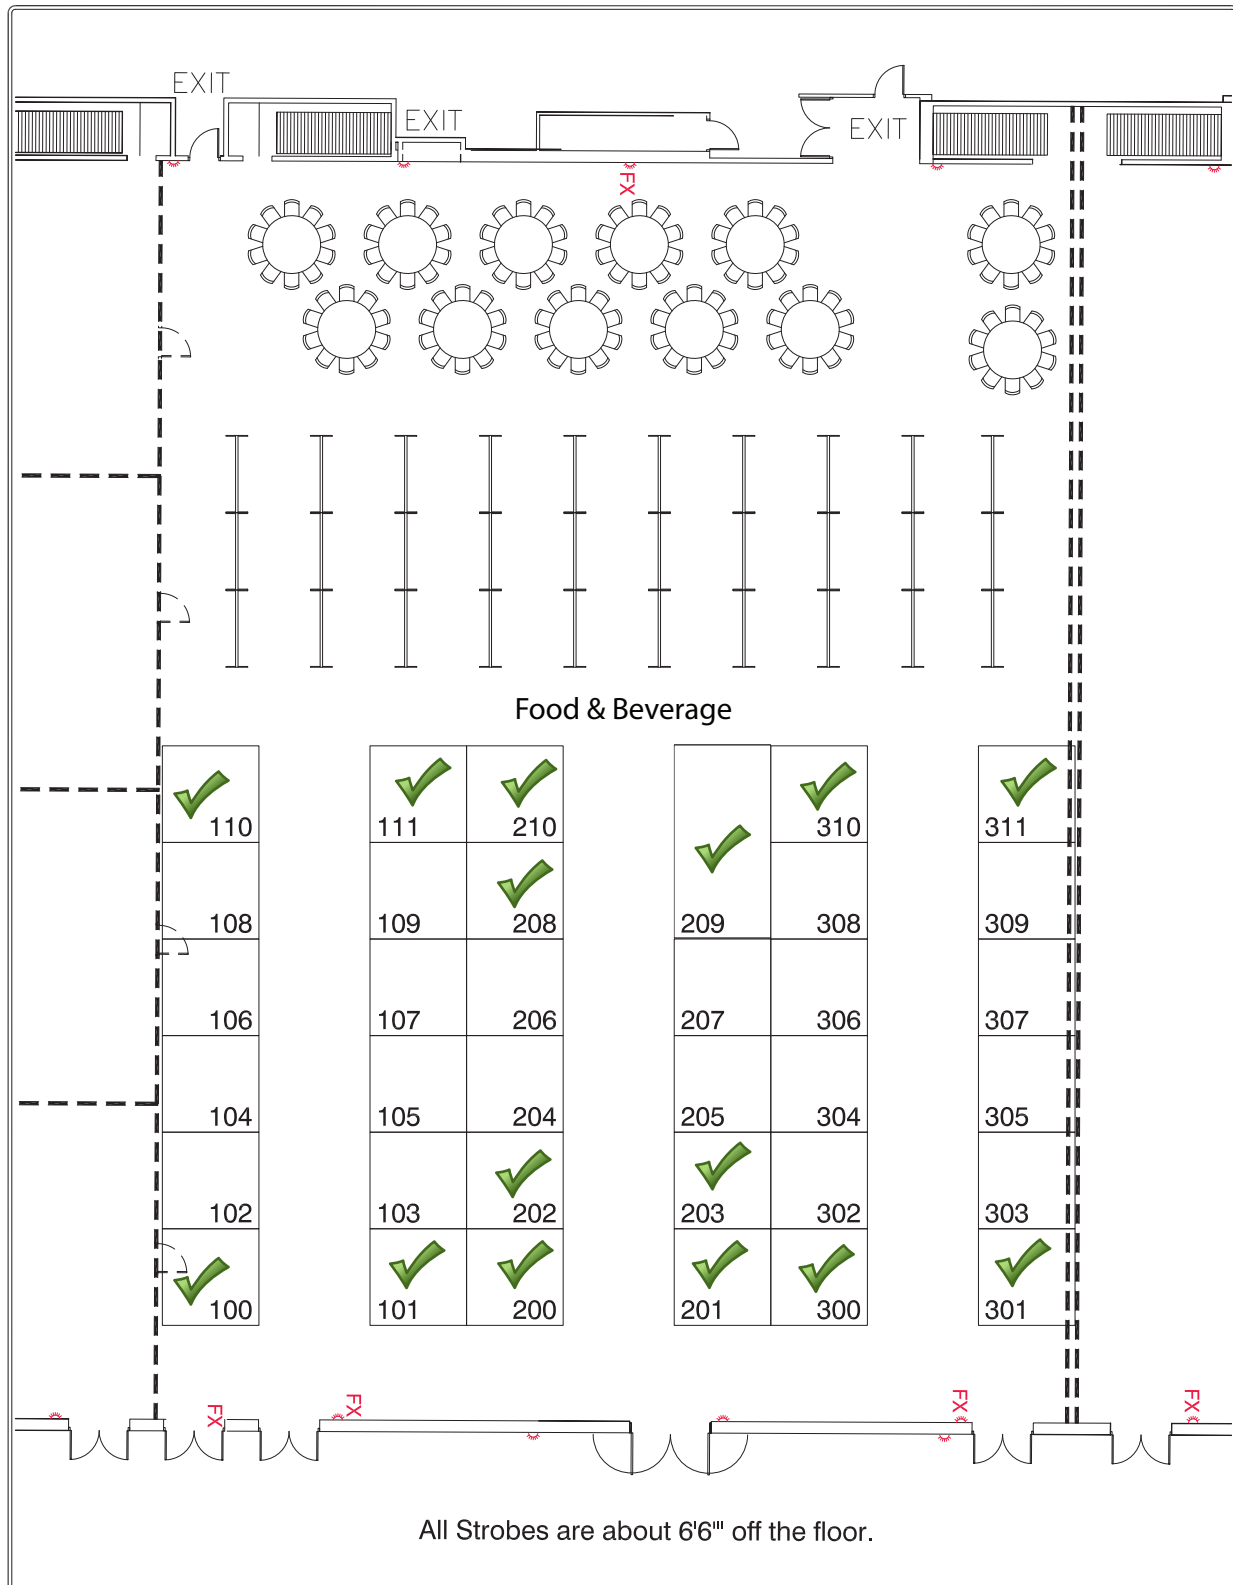 EXIT
EXIT
EXIT
FX
Food & Beverage
110 111 210 310 311
108 109 208 209 308 309
106 107 206 207 306 307
104 105 204 205 304 305
102 103 202 203 302 303
100 101 200 201 300 301
FX FX FX FX
All Strobes are about 6'6''' off the floor.